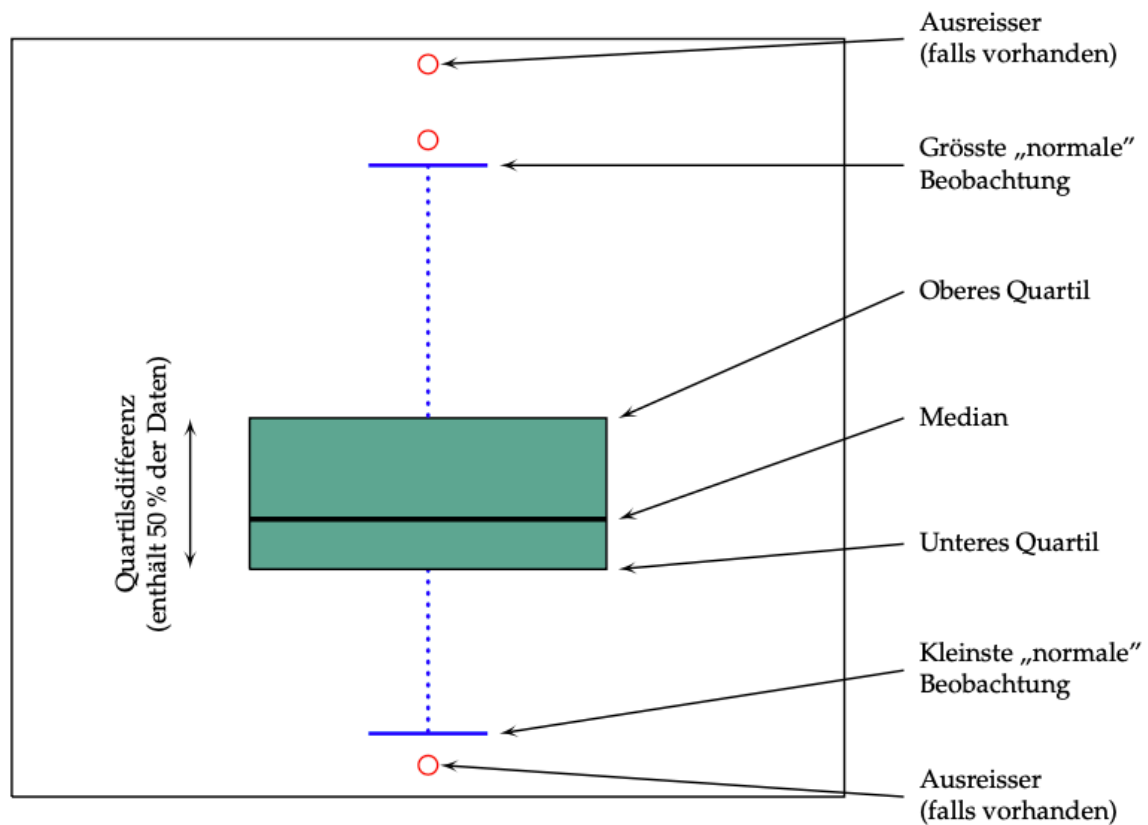 Ausreisser
(falls vorhanden)
Grösste „normale”
Beobachtung
Oberes Quartil
Quartilsdifferenz
(enthält 50 % der Daten)
Median
Unteres Quartil
Kleinste „normale”
Beobachtung
Ausreisser
(falls vorhanden)